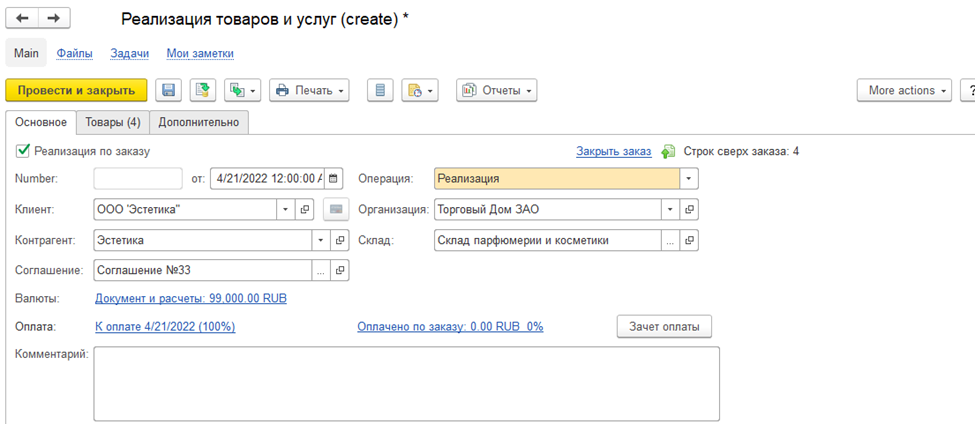 Реализация товаров и услуг (create) *
Main Файлы Задачи Мои заметки
Провести и закрыть Печать Отчеты More actions ?
Основное Товары (4) Дополнительно
Реализация по заказу Закрыть заказ Строк сверх заказа: 4
Number: от: 4/21/2022 12:00:00 A Операция: Реализация
Клиент: ООО "Эстетика" Организация: Торговый Дом ЗАО
Контрагент: Эстетика Склад: Склад парфюмерии и косметики ...
Соглашение: Соглашение №33 ...
Валюты: Документ и расчеты: 99,000.00 RUB
Оплата: К оплате 4/21/2022 (100%) Оплачено по заказу: 0.00 RUB 0% Зачет оплаты
Комментарий: